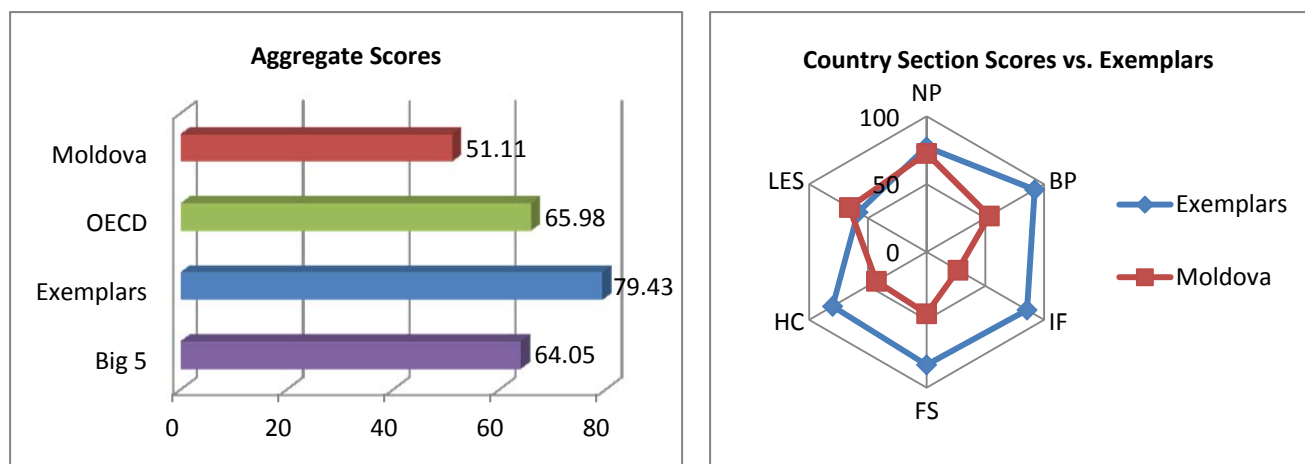 Aggregate Scores
Moldova
51.11
OECD
65.98
Exemplars
79.43
Big 5
64.05
0 20 40 60 80
Country Section Scores vs. Exemplars
NP
100
LES
50
BP
0
HC
IF
FS
Exemplars
Moldova